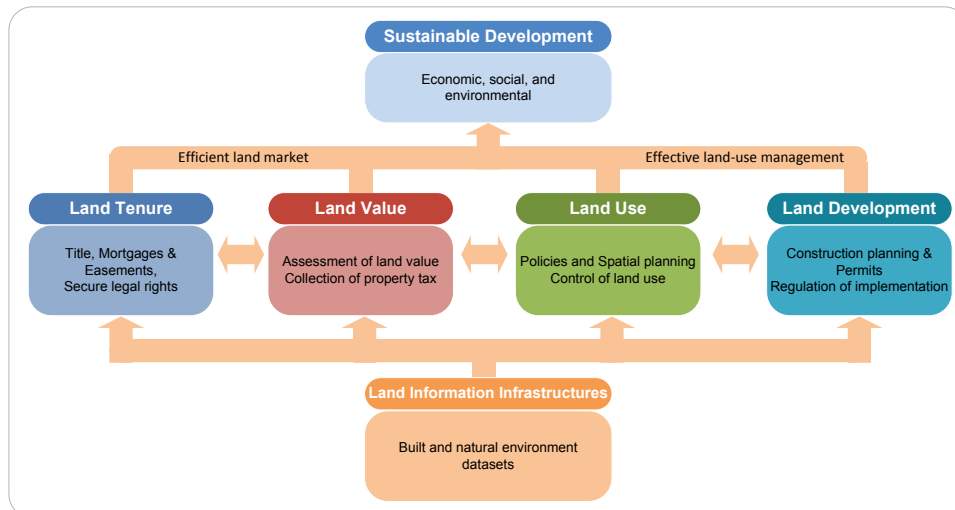 Sustainable Development
Economic, social, and
environmental
Efficient land market
Effective land-use management
Land Tenure
Title, Mortgages &
Easements,
Secure legal rights
Land Value
Assessment of land value
Collection of property tax
Land Use
Policies and Spatial planning
Control of land use
Land Development
Construction planning &
Permits
Regulation of implementation
Land Information Infrastructures
Built and natural environment
datasets